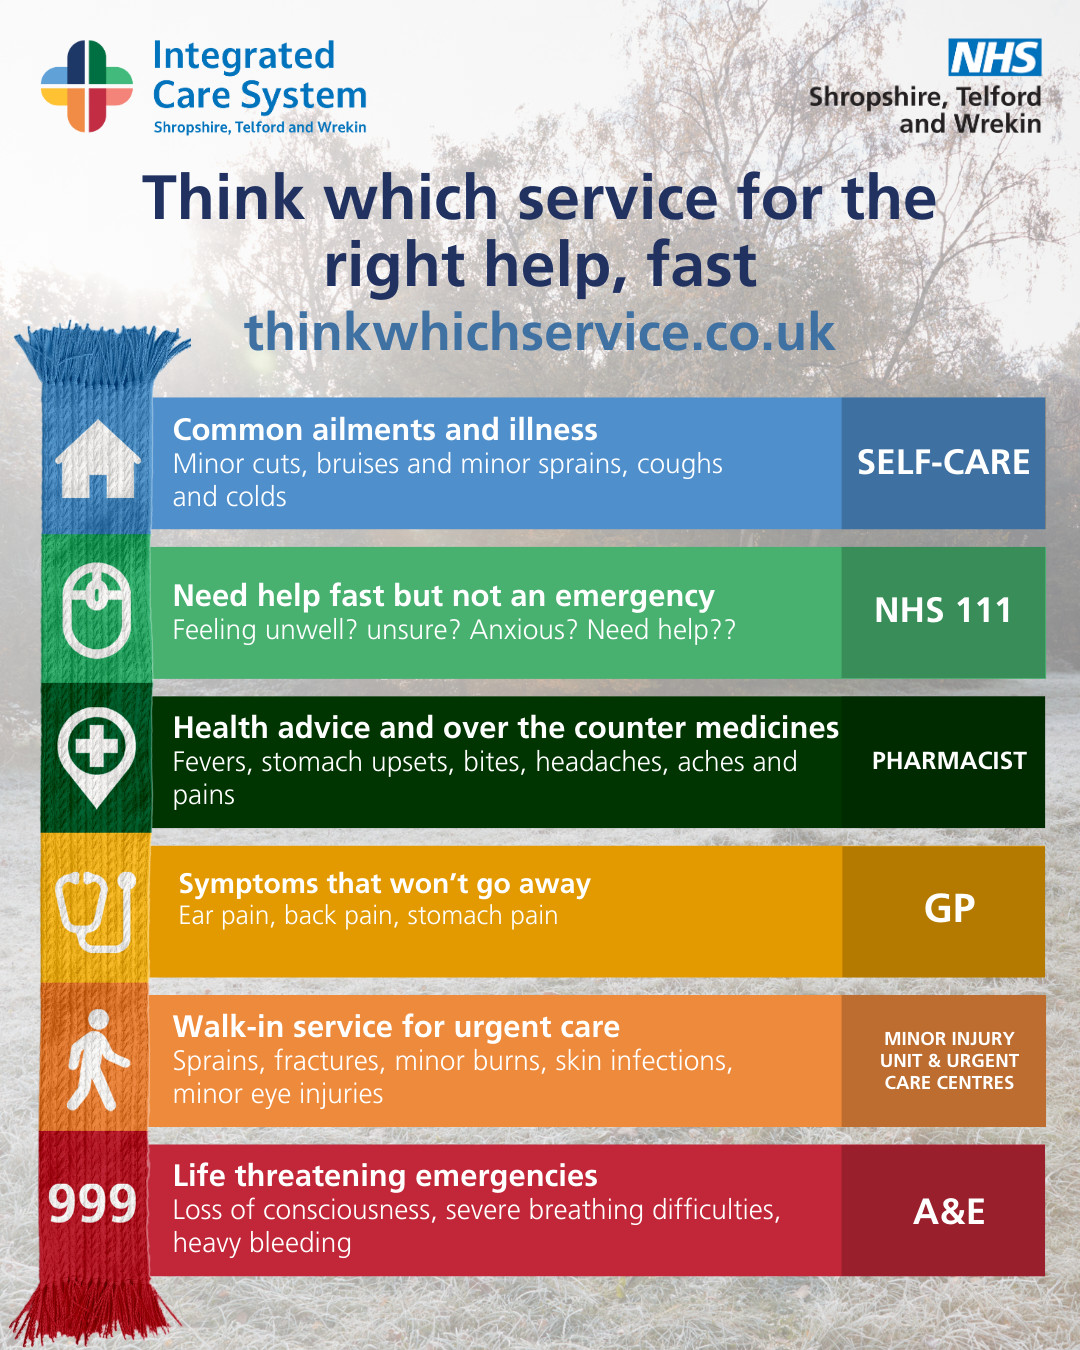 Integrated
Care System
Shropshire, Telford and Wrekin
NHS
Shropshire, Telford
and Wrekin
Think which service for the
right help, fast
thinkwhichservice.co.uk
Common ailments and illness
Minor cuts, bruises and minor sprains, coughs
and colds
SELF-CARE
Need help fast but not an emergency
Feeling unwell? unsure? Anxious? Need help??
NHS 111
Health advice and over the counter medicines
Fevers, stomach upsets, bites, headaches, aches and
pains
PHARMACIST
Symptoms that won't go away
Ear pain, back pain, stomach pain
GP
Walk-in service for urgent care
Sprains, fractures, minor burns, skin infections,
minor eye injuries
MINOR INJURY
UNIT & URGENT
CARE CENTRES
999
Life threatening emergencies
Loss of consciousness, severe breathing difficulties,
heavy bleeding
A&E